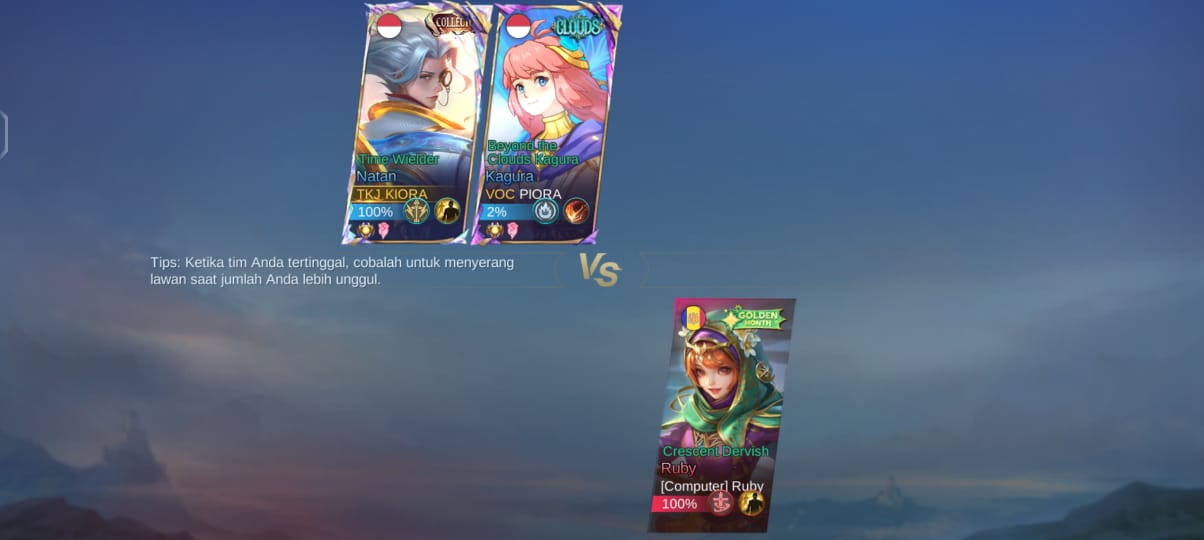 COLLECT
CLOUDS
Time Wielder
Natan
TKJ KIORA
100%
Beyond the
Clouds Kagura
Kagura
VOC PIORA
2%
Tips: Ketika tim Anda tertinggal, cobalah untuk menyerang
lawan saat jumlah Anda lebih unggul.
VS
GOLDEN
MONTH
Crescent Dervish
Ruby
[Computer] Ruby
100%